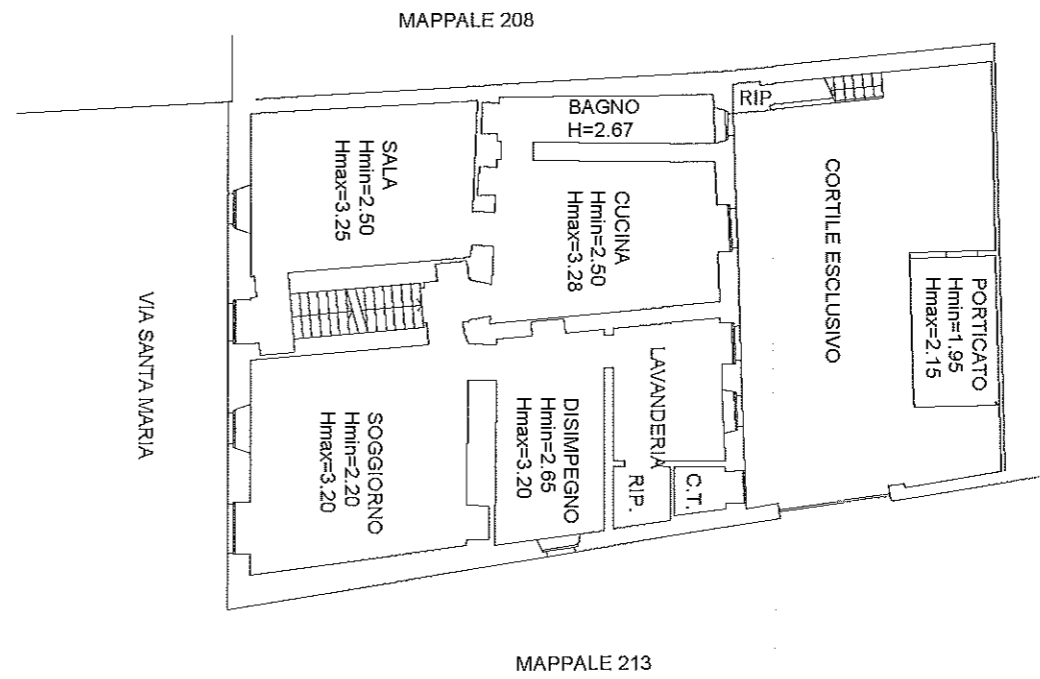 MAPPALE 208
RIP.
BAGNO
H=2.67
SALA
Hmin=2.50
Hmax=3.25
CUCINA
Hmin=2.50
Hmax=3.28
CORTILE ESCLUSIVO
PORTICATO
Hmin=1.95
Hmax=2.15
VIA SANTA MARIA
SOGGIORNO
Hmin=2.20
Hmax=3.20
DISIMPEGNO
Hmin=2.65
Hmax=3.20
LAVANDERIA
RIP.
C.T.
MAPPALE 213